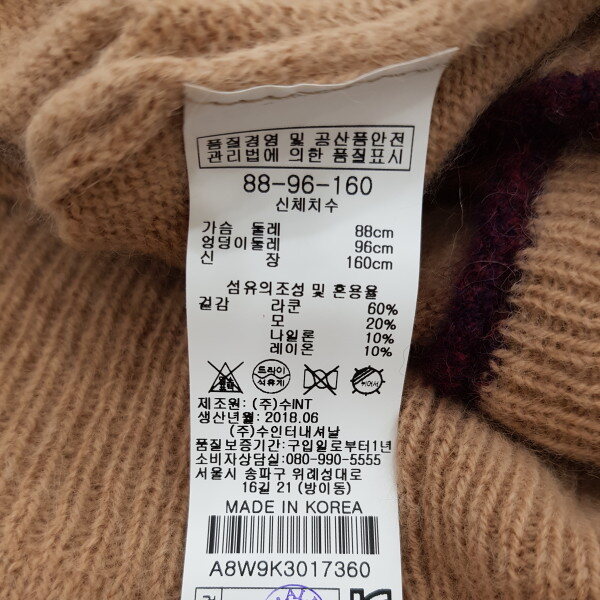 품질경영 및 공산품안전
관리법에 의한 품질표시
88-96-160
신체치수
가슴 둘레 88cm
엉덩이둘레 96cm
신 장 160cm
섬유의조성 및 혼용율
겉감 라쿤 60%
모 20%
나일론 10%
레이온 10%
드라이
석유계
제조원: (주)수INT
생산년월: 2018.06
(주)수인터내셔날
품질보증기간: 구입일로부터1년
소비자상담실: 080-990-5555
서울시 송파구 위례성대로
16길 21 (방이동)
MADE IN KOREA
A8W9K3017360